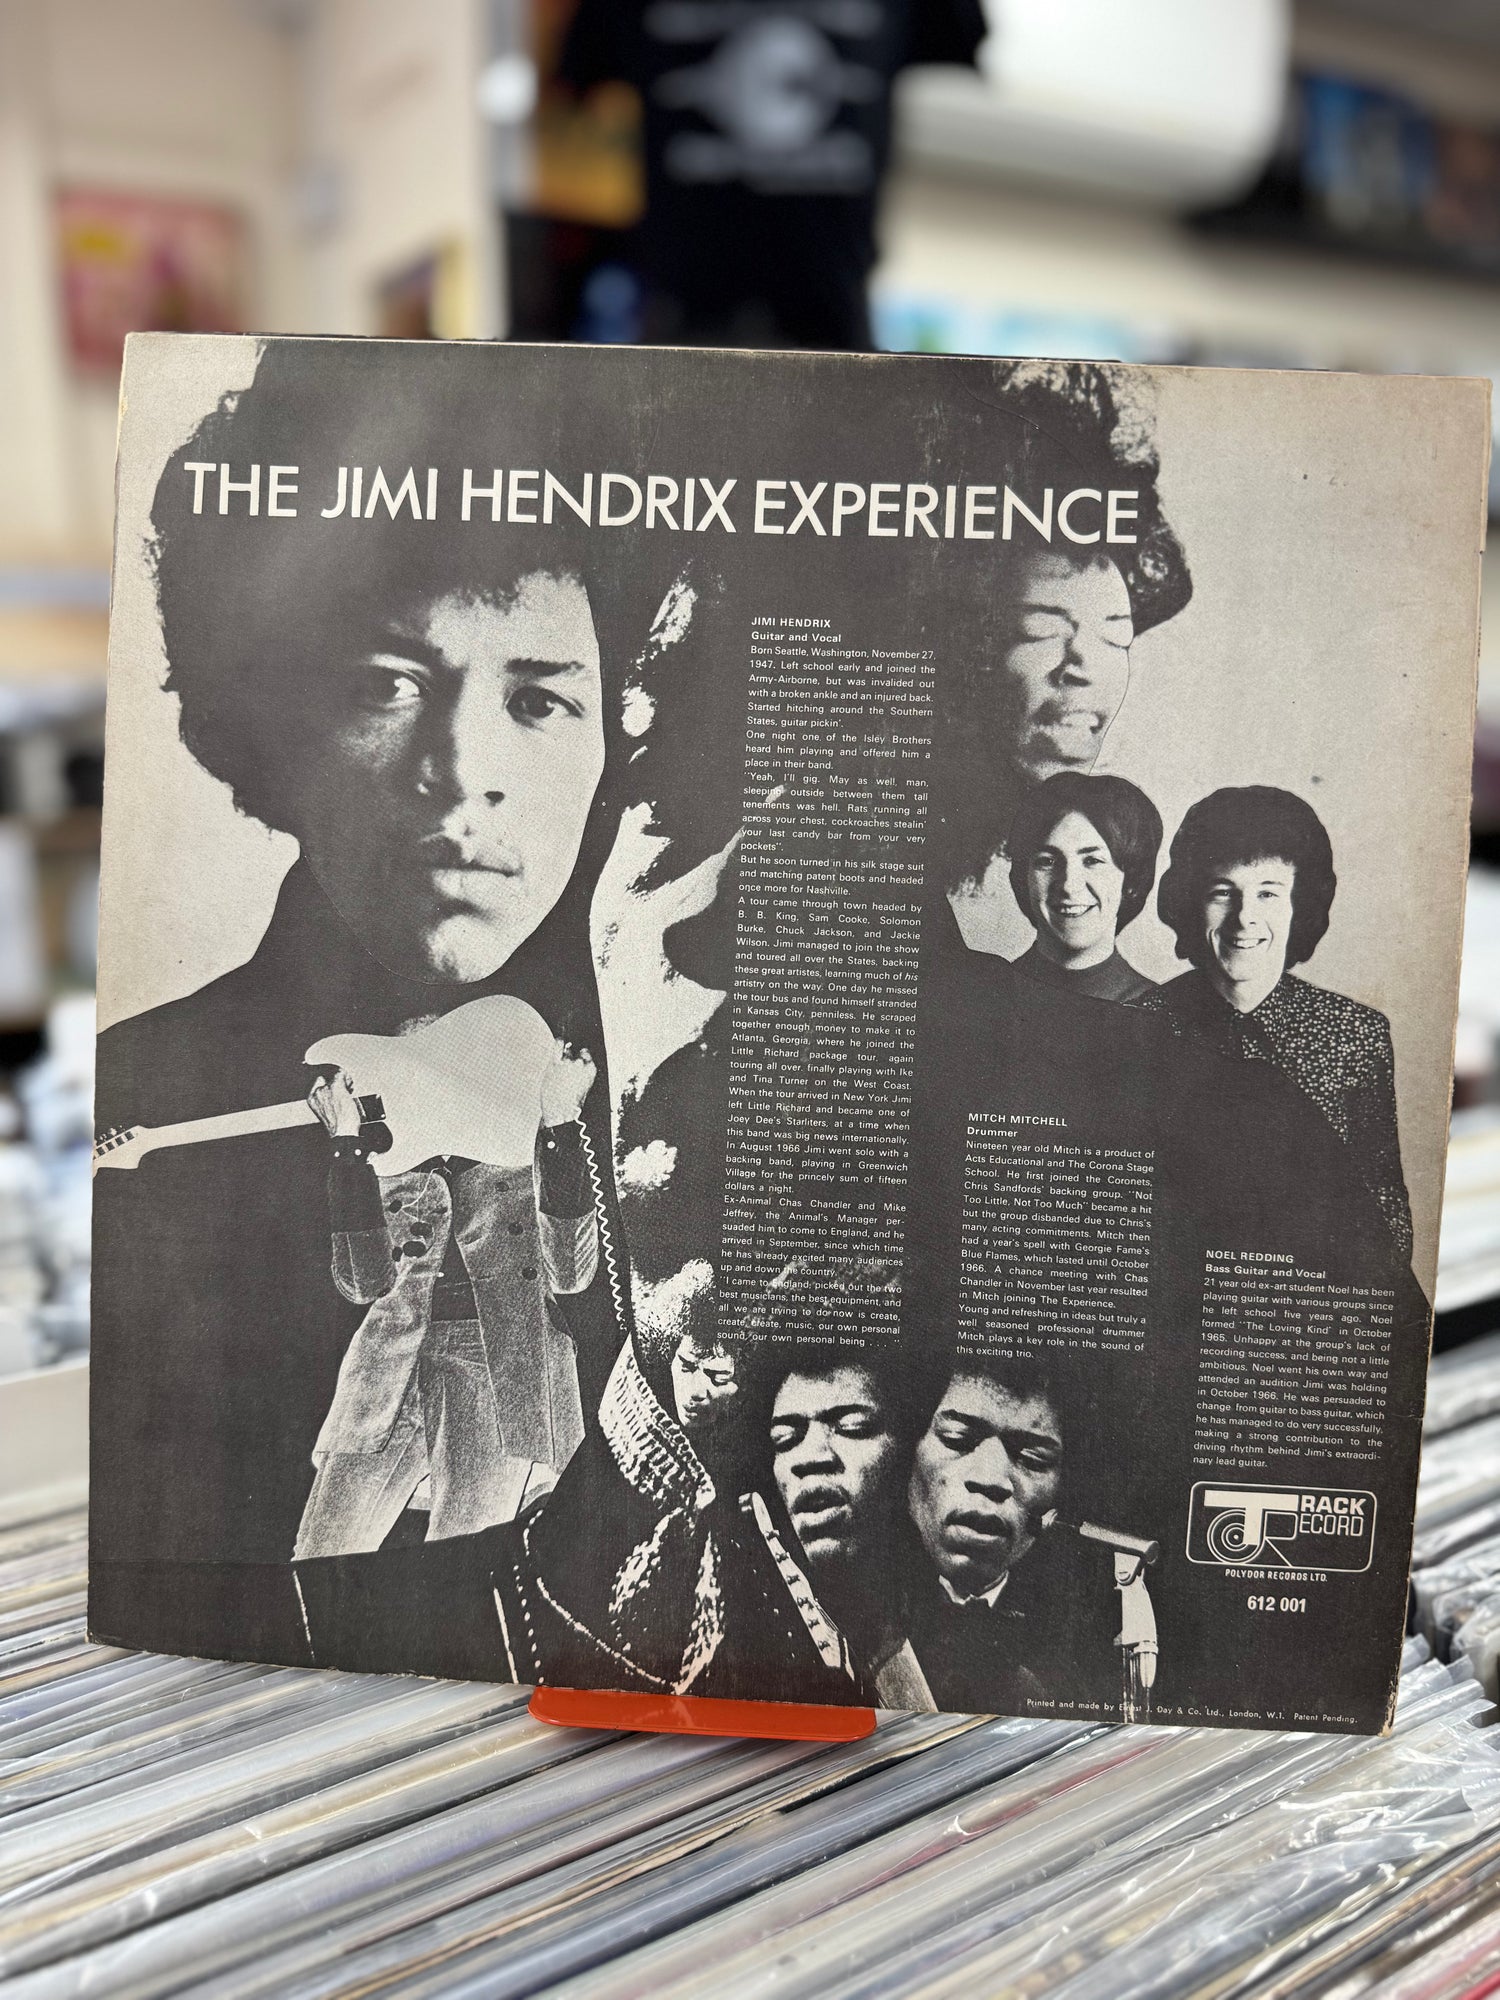 THE JIMI HENDRIX EXPERIENCE
JIMI HENDRIX
Guitar and Vocal
Born Seattle, Washington, November 27,
1947. Left school early and joined the
Army-Airborne, but was invalided out
with a broken ankle and an injured back.
Started hitching around the Southern
States, guitar pickin'.
One night one of the Isley Brothers
heard him playing and offered him a
place in their band.
"Yeah, I'll gig. May as well, man,
sleeping outside between them tall
tenements was hell. Rats running all
across your chest, cockroaches stealin'
your last candy bar from your very
pockets".
But he soon turned in his silk stage suit
and matching patent boots and headed
once more for Nashville.
A tour came through town headed by
B. B. King, Sam Cooke, Solomon
Burke, Chuck Jackson, and Jackie
Wilson. Jimi managed to join the show
and toured all over the States, backing
these great artistes, learning much of his
artistry on the way. One day he missed
the tour bus and found himself stranded
in Kansas City, penniless. He scraped
together enough money to make it to
Atlanta, Georgia, where he joined the
Little Richard package tour, again
touring all over, finally playing with Ike
and Tina Turner on the West Coast.
When the tour arrived in New York Jimi
left Little Richard and became one of
Joey Dee's Starliters, at a time when
this band was big news internationally.
In August 1966 Jimi went solo with a
backing band, playing in Greenwich
Village for the princely sum of fifteen
dollars a night.
Ex-Animal Chas Chandler and Mike
Jeffrey, the Animal's Manager per-
suaded him to come to England, and he
arrived in September, since which time
he has already excited many audiences
up and down the country.
"I came to England, picked out the two
best musicians, the best equipment, and
all we are trying to do now is create,
create, create, music, our own personal
sound, our own personal being . . . "
MITCH MITCHELL
Drummer
Nineteen year old Mitch is a product of
Acts Educational and The Corona Stage
School. He first joined the Coronets,
Chris Sandfords' backing group. "Not
Too Little, Not Too Much" became a hit
but the group disbanded due to Chris's
many acting commitments. Mitch then
had a year's spell with Georgie Fame's
Blue Flames, which lasted until October
1966. A chance meeting with Chas
Chandler in November last year resulted
in Mitch joining The Experience.
Young and refreshing in ideas but truly a
well seasoned professional drummer
Mitch plays a key role in the sound of
this exciting trio.
NOEL REDDING
Bass Guitar and Vocal
21 year old ex-art student Noel has been
playing guitar with various groups since
he left school five years ago. Noel
formed "The Loving Kind" in October
1965. Unhappy at the group's lack of
recording success, and being not a little
ambitious, Noel went his own way and
attended an audition Jimi was holding
in October 1966. He was persuaded to
change from guitar to bass guitar, which
he has managed to do very successfully,
making a strong contribution to the
driving rhythm behind Jimi's extraordi-
nary lead guitar.
TRACK
RECORD
POLYDOR RECORDS LTD.
612 001
Printed and made by Ernest J. Day & Co. Ltd., London, W.1. Patent Pending.